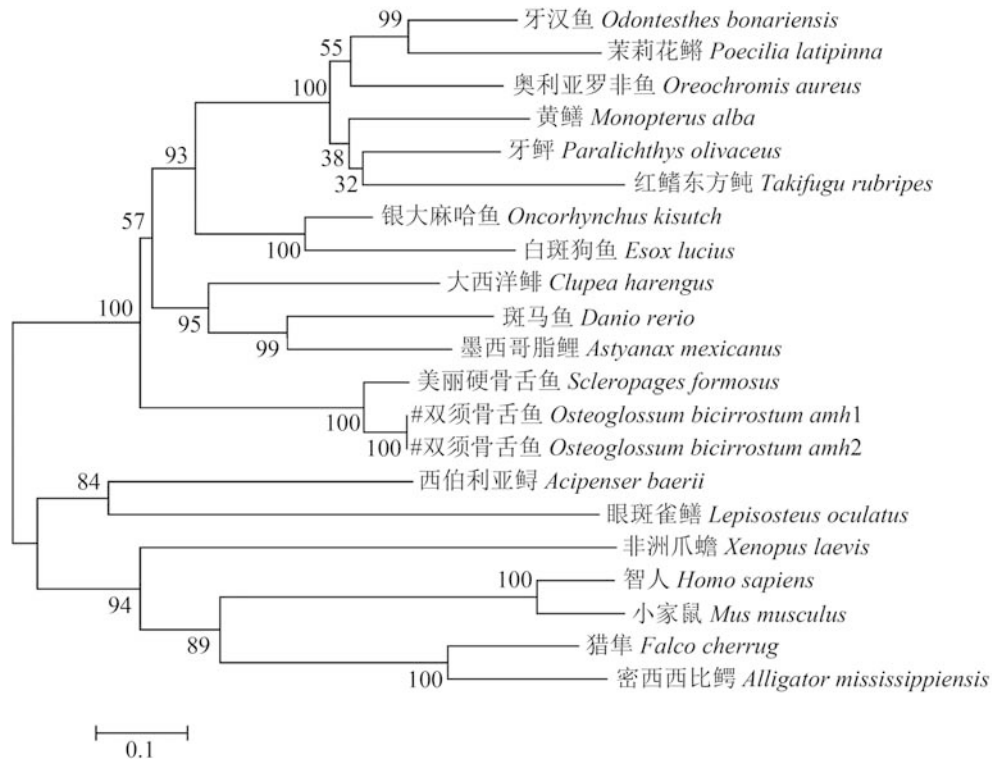 99
牙汉鱼 Odontesthes bonariensis
55
茉莉花鳉 Poecilia latipinna
100
奥利亚罗非鱼 Oreochromis aureus
黄鳝 Monopterus alba
93
38
牙鲆 Paralichthys olivaceus
32
红鳍东方鲀 Takifugu rubripes
57
银大麻哈鱼 Oncorhynchus kisutch
100
白斑狗鱼 Esox lucius
大西洋鲱 Clupea harengus
100
95
斑马鱼 Danio rerio
99
墨西哥脂鲤 Astyanax mexicanus
美丽硬骨舌鱼 Scleropages formosus
100
#双须骨舌鱼 Osteoglossum bicirrostum amh1
100
#双须骨舌鱼 Osteoglossum bicirrostum amh2
84
西伯利亚鲟 Acipenser baerii
眼斑雀鳝 Lepisosteus oculatus
非洲爪蟾 Xenopus laevis
94
100
智人 Homo sapiens
小家鼠 Mus musculus
89
猎隼 Falco cherrug
100
密西西比鳄 Alligator mississippiensis
0.1